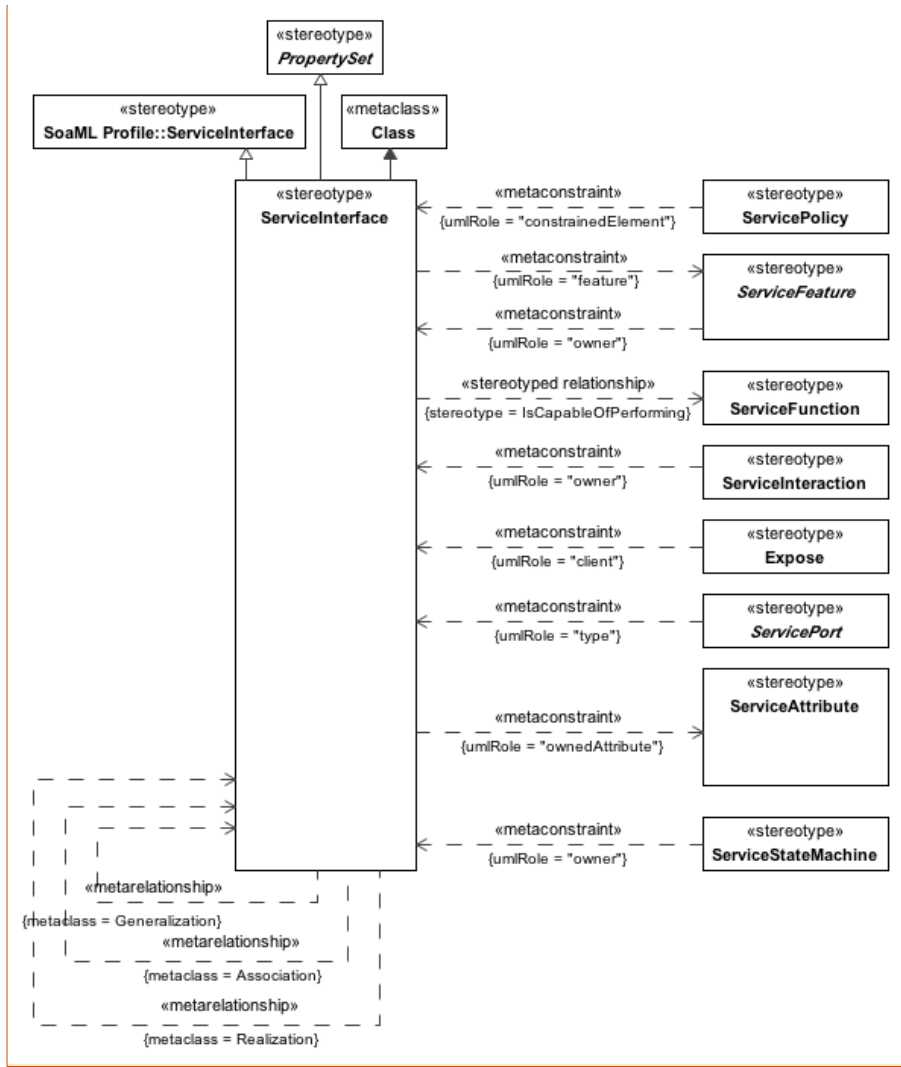 «stereotype»
PropertySet
«stereotype»
SoaML Profile::ServiceInterface
«metaclass»
Class
«stereotype»
ServiceInterface
«metaconstraint»
{umlRole = "constrainedElement"}
«stereotype»
ServicePolicy
«metaconstraint»
{umlRole = "feature"}
«stereotype»
ServiceFeature
«metaconstraint»
{umlRole = "owner"}
«stereotyped relationship»
{stereotype = IsCapableOfPerforming}
«stereotype»
ServiceFunction
«metaconstraint»
{umlRole = "owner"}
«stereotype»
ServiceInteraction
«metaconstraint»
{umlRole = "client"}
«stereotype»
Expose
«metaconstraint»
{umlRole = "type"}
«stereotype»
ServicePort
«metaconstraint»
{umlRole = "ownedAttribute"}
«stereotype»
ServiceAttribute
«metaconstraint»
{umlRole = "owner"}
«stereotype»
ServiceStateMachine
«metarelationship»
{metaclass = Generalization}
«metarelationship»
{metaclass = Association}
«metarelationship»
{metaclass = Realization}